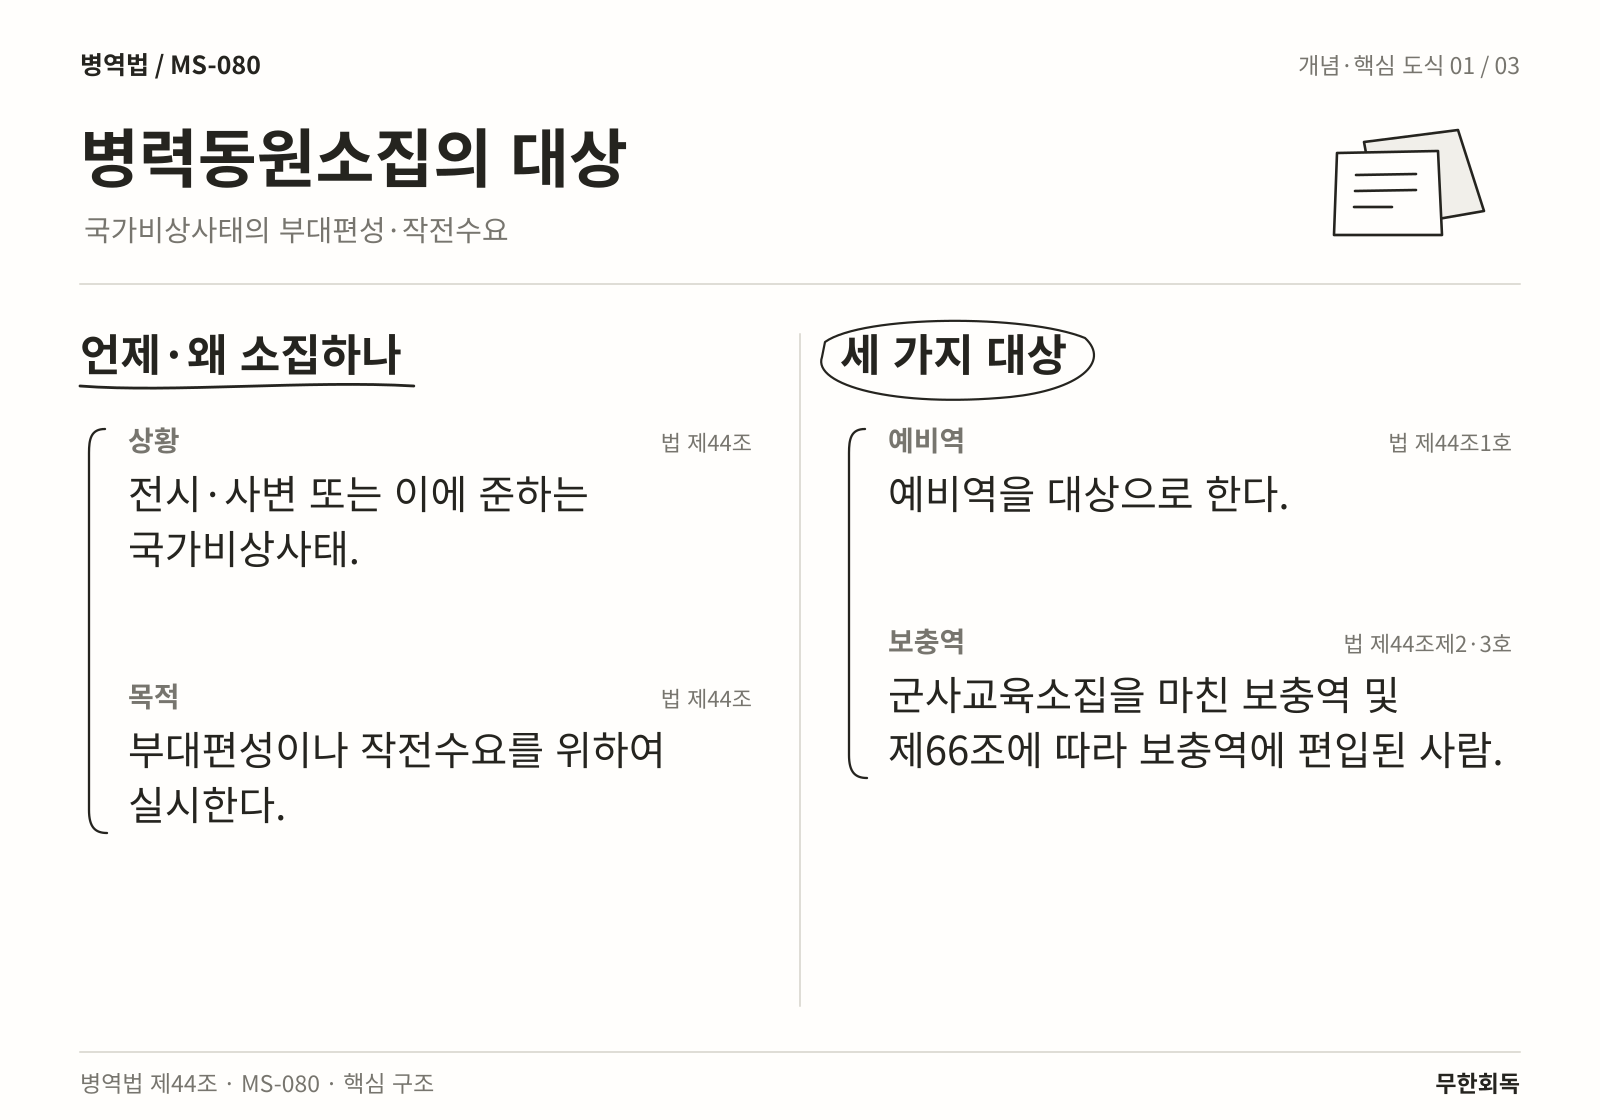 병역법 / MS-080
개념·핵심 도식 01 / 03
병력동원소집의 대상
국가비상사태의 부대편성·작전수요
언제·왜 소집하나
상황
법 제44조
전시·사변 또는 이에 준하는
국가비상사태.
목적
법 제44조
부대편성이나 작전수요를 위하여
실시한다.
세 가지 대상
예비역
법 제44조1호
예비역을 대상으로 한다.
보충역
법 제44조제2·3호
군사교육소집을 마친 보충역 및
제66조에 따라 보충역에 편입된 사람.
병역법 제44조 · MS-080 · 핵심 구조
무한회독